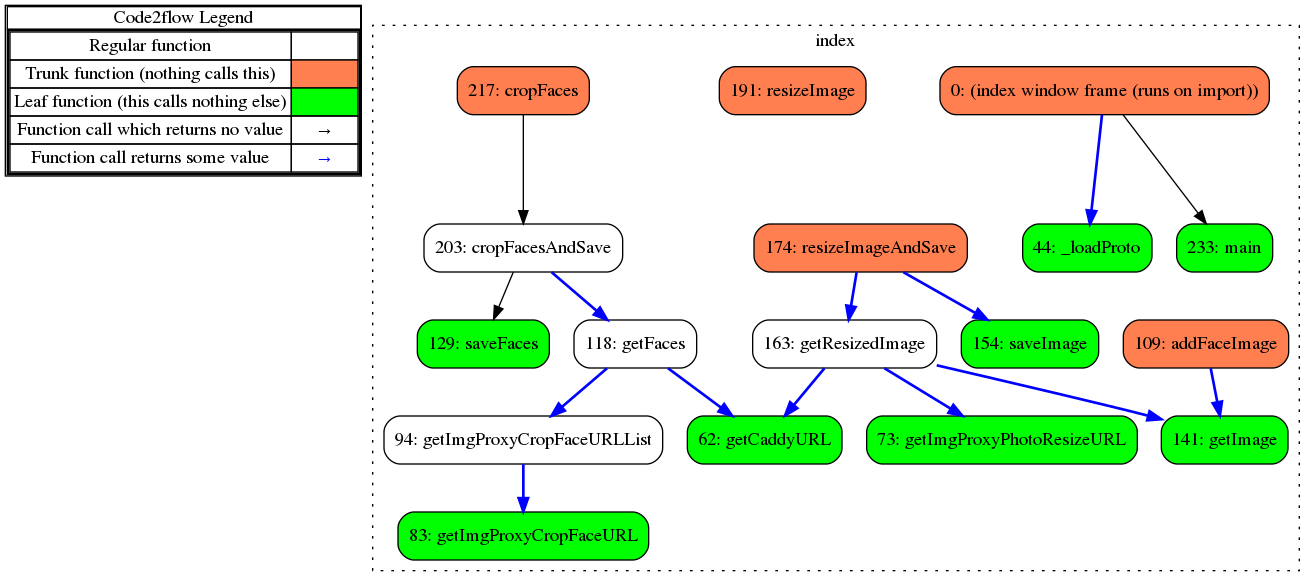 Code2flow Legend
Regular function
Trunk function (nothing calls this)
Leaf function (this calls nothing else)
Function call which returns no value →
Function call returns some value →
index
217: cropFaces
191: resizeImage
0: (index window frame (runs on import))
203: cropFacesAndSave
174: resizeImageAndSave
44: _loadProto
233: main
129: saveFaces
118: getFaces
163: getResizedImage
154: saveImage
109: addFaceImage
94: getImgProxyCropFaceURLList
62: getCaddyURL
73: getImgProxyPhotoResizeURL
141: getImage
83: getImgProxyCropFaceURL